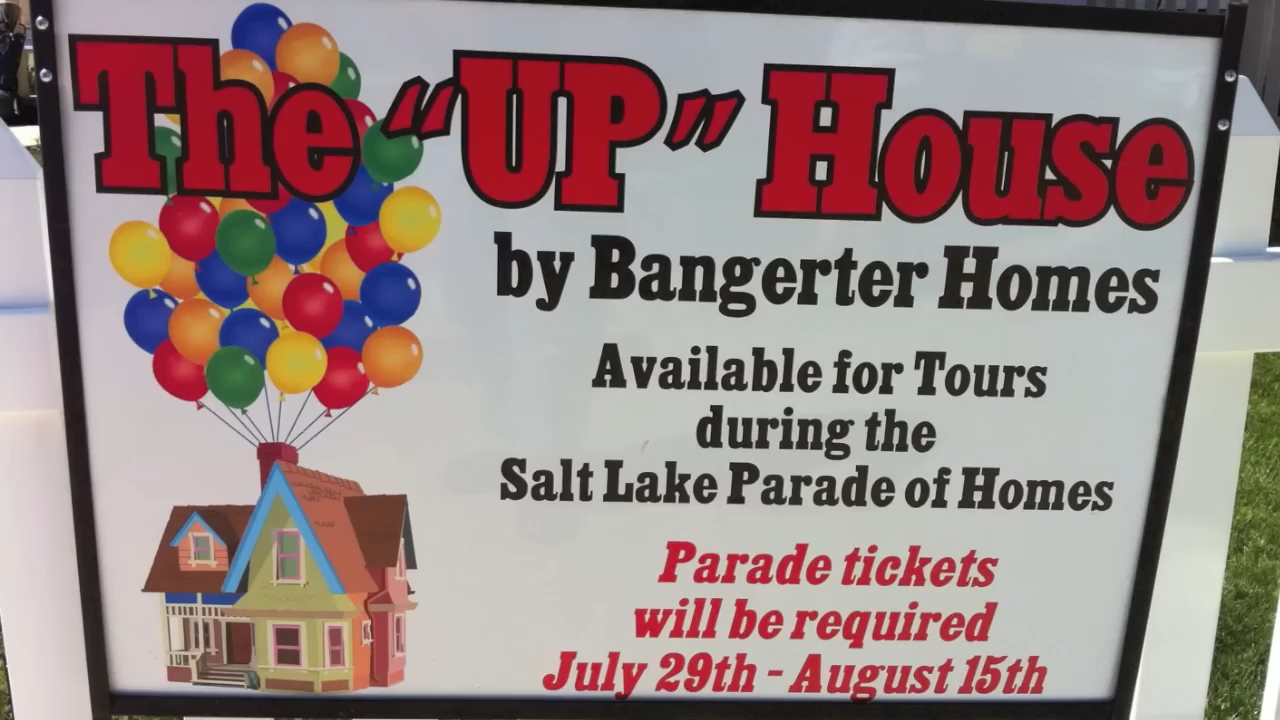 The "UP" House
by Bangerter Homes
Available for Tours
during the
Salt Lake Parade of Homes
Parade tickets
will be required
July 29th - August 15th